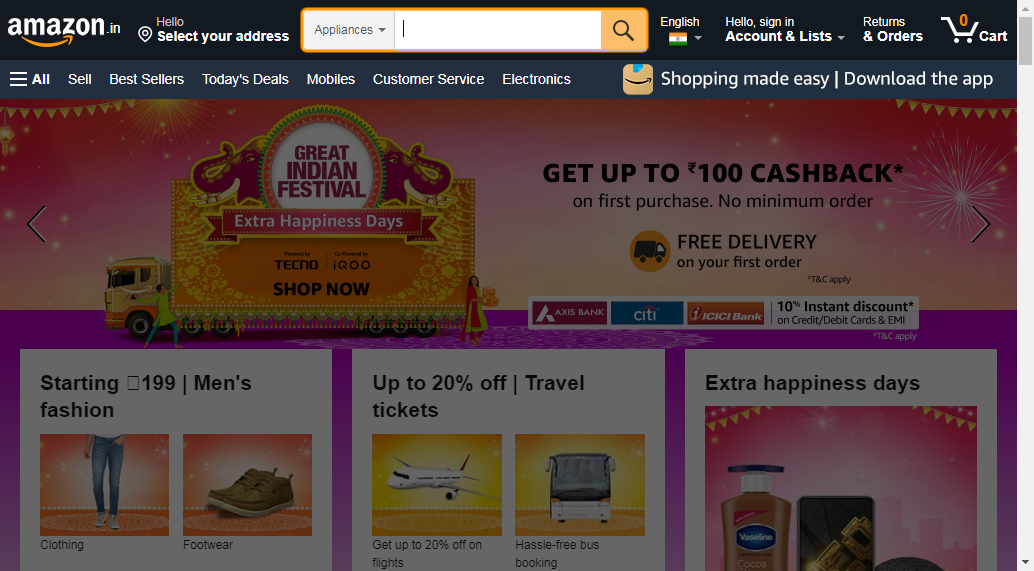 amazon.in
Hello
Select your address
Appliances
English
Hello, sign in
Account & Lists
Returns
& Orders
0
Cart
All
Sell
Best Sellers
Today's Deals
Mobiles
Customer Service
Electronics
Shopping made easy | Download the app
GREAT
INDIAN
FESTIVAL
Extra Happiness Days
Powered by
TECNO
Co-Powered by
iQOO
SHOP NOW
GET UP TO ₹100 CASHBACK*
on first purchase. No minimum order
FREE DELIVERY
on your first order
*T&C apply
AXIS BANK
citi
ICICI Bank
10% Instant discount*
on Credit/Debit Cards & EMI
*T&C apply
Starting 199 | Men's
fashion
Clothing
Footwear
Up to 20% off | Travel
tickets
Get up to 20% off on
flights
Hassle-free bus
booking
Extra happiness days
Vaseline
Cocoa